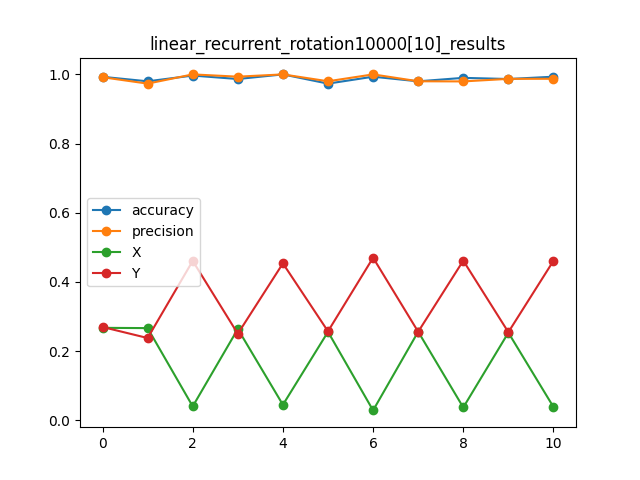 linear_recurrent_rotation10000[10]_results
1.0
0.8
0.6
0.4
0.2
0.0
accuracy
precision
X
Y
0 2 4 6 8 10